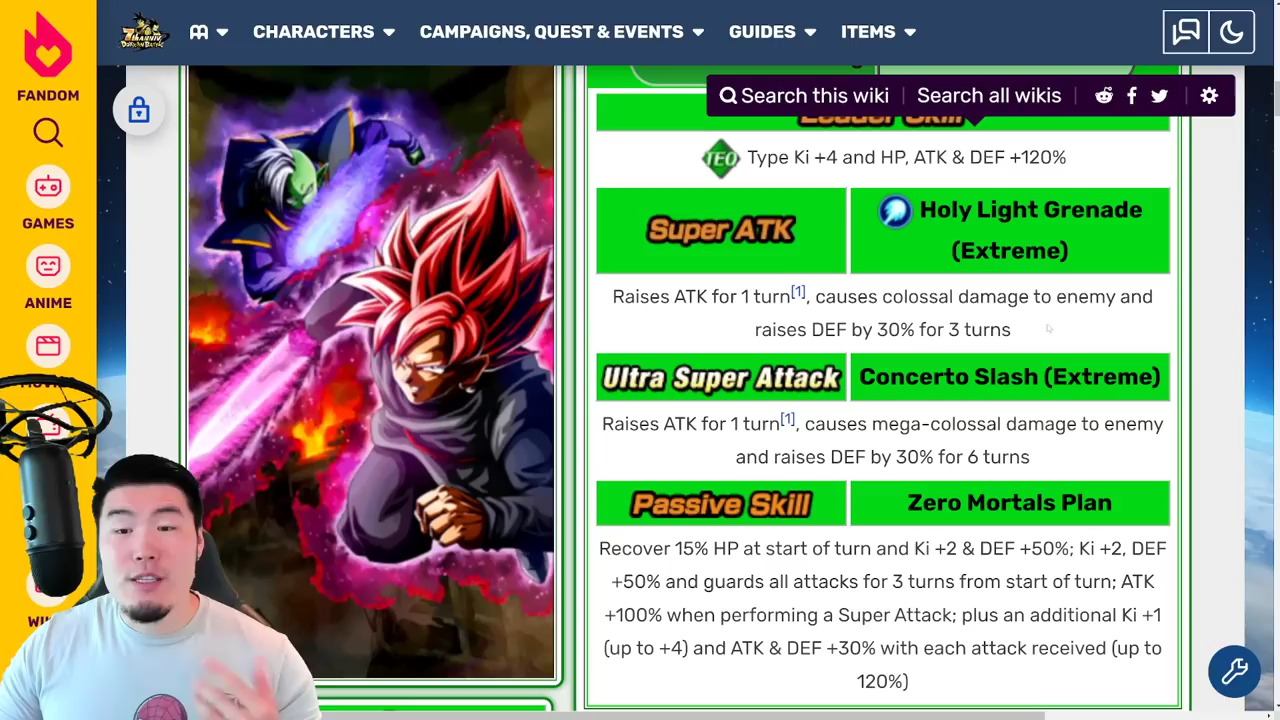 FANDOM
GAMES
ANIME
CHARACTERS
CAMPAIGNS, QUEST & EVENTS
GUIDES
ITEMS
Search this wiki
Search all wikis
Leader Skill
TEQ Type Ki +4 and HP, ATK & DEF +120%
Super ATK
Holy Light Grenade
(Extreme)
Raises ATK for 1 turn[1], causes colossal damage to enemy and
raises DEF by 30% for 3 turns
Ultra Super Attack
Concerto Slash (Extreme)
Raises ATK for 1 turn[1], causes mega-colossal damage to enemy
and raises DEF by 30% for 6 turns
Passive Skill
Zero Mortals Plan
Recover 15% HP at start of turn and Ki +2 & DEF +50%; Ki +2, DEF
+50% and guards all attacks for 3 turns from start of turn; ATK
+100% when performing a Super Attack; plus an additional Ki +1
(up to +4) and ATK & DEF +30% with each attack received (up to
120%)